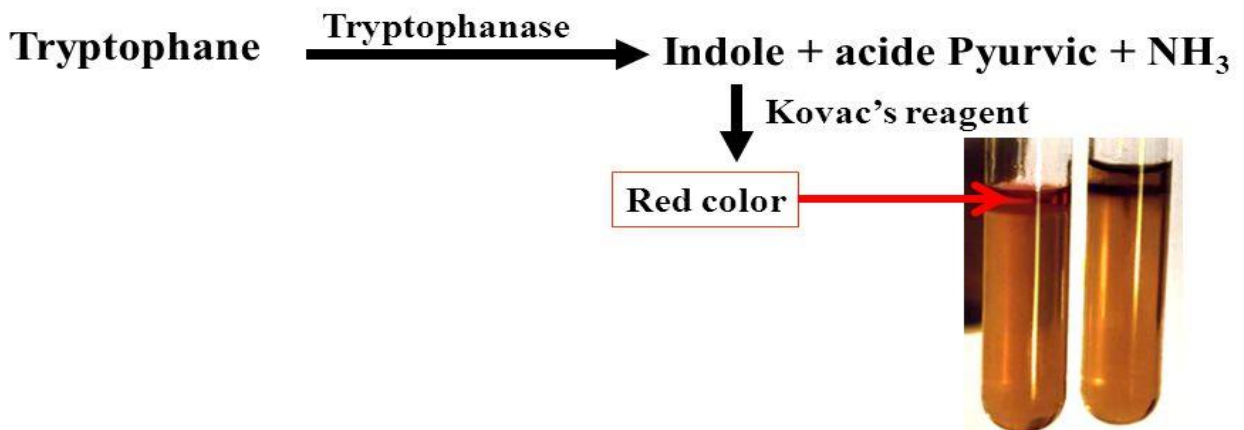 Tryptophanase
Tryptophane
Indole + acide Pyurvic + NH₃
Kovac's reagent
Red color